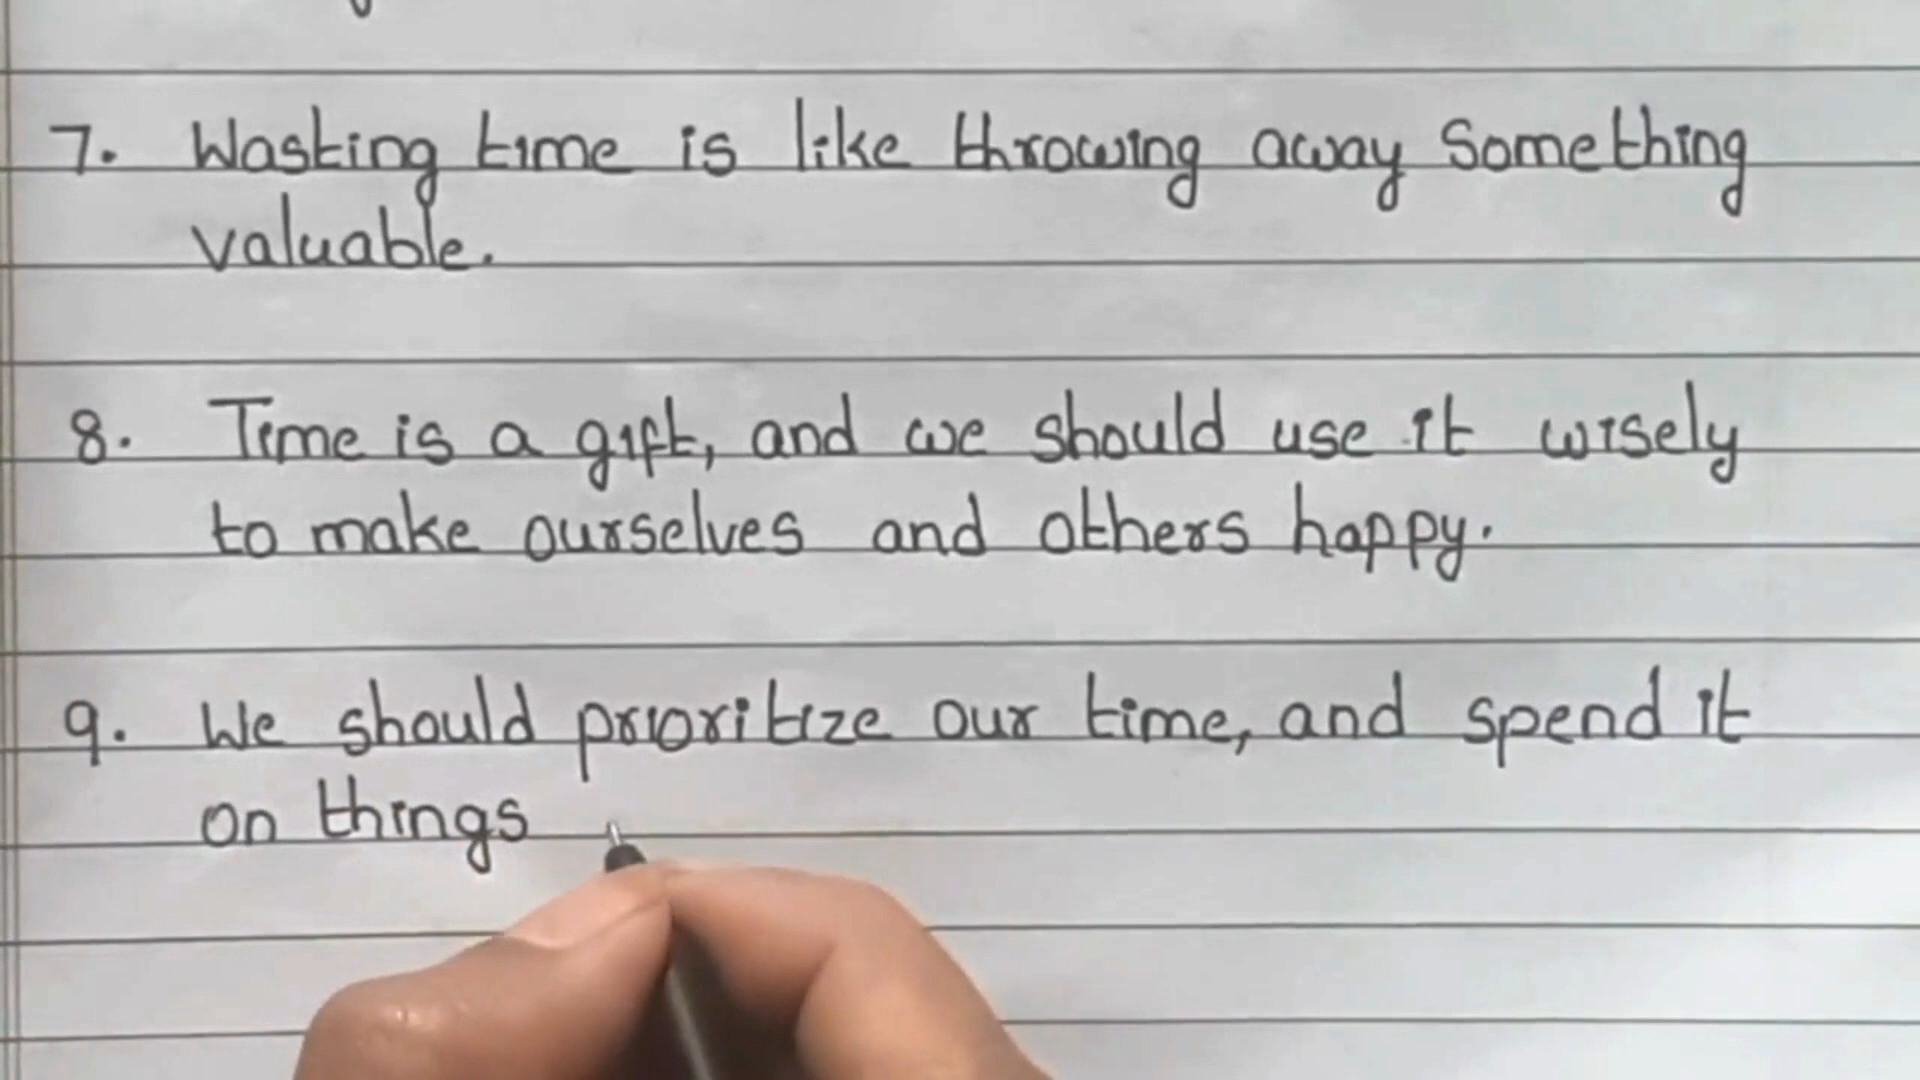 7. Wasting time is like throwing away Something
valuable.
8. Time is a gift, and we should use it wisely
to make ourselves and others happy.
9. We should prioritize our time, and spend it
on things